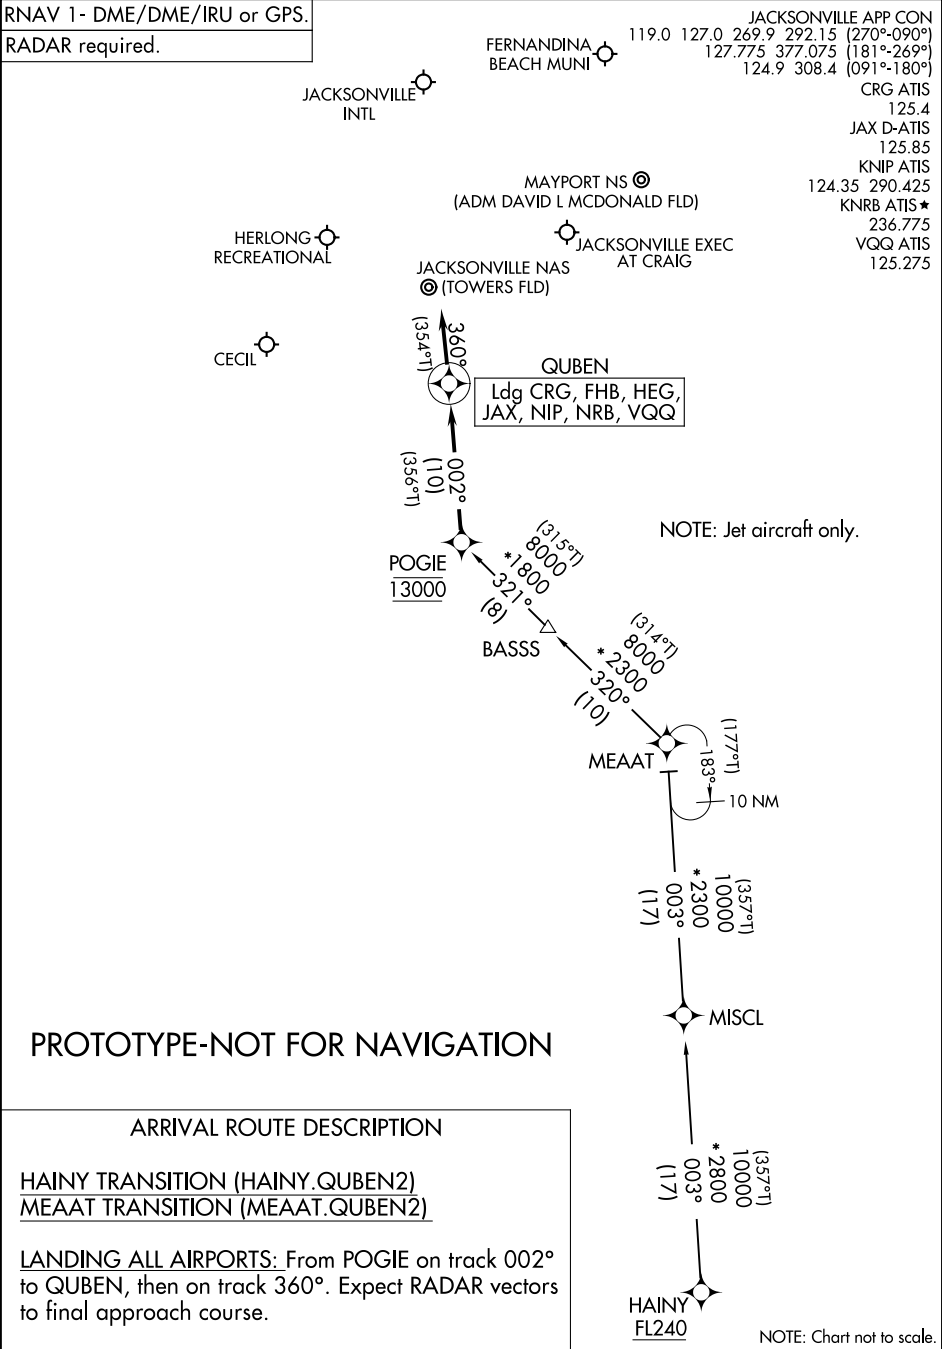 RNAV 1- DME/DME/IRU or GPS.
RADAR required.
JACKSONVILLE APP CON
119.0 127.0 269.9 292.15 (270°-090°)
127.775 377.075 (181°-269°)
124.9 308.4 (091°-180°)
CRG ATIS
125.4
JAX D-ATIS
125.85
KNIP ATIS
124.35 290.425
KNRB ATIS★
236.775
VQQ ATIS
125.275
FERNANDINA
BEACH MUNI
JACKSONVILLE
INTL
MAYPORT NS
(ADM DAVID L MCDONALD FLD)
HERLONG
RECREATIONAL
JACKSONVILLE EXEC
AT CRAIG
JACKSONVILLE NAS
(TOWERS FLD)
CECIL
360°
(354°T)
QUBEN
Ldg CRG, FHB, HEG,
JAX, NIP, NRB, VQQ
002°
(10)
(356°T)
NOTE: Jet aircraft only.
POGIE
13000
(315°T)
8000
*1800
321°
(8)
BASSS
(314°T)
8000
*2300
320°
(10)
MEAAT
(177°T)
183°
10 NM
(357°T)
10000
*2300
003°
(17)
MISCL
PROTOTYPE-NOT FOR NAVIGATION
(357°T)
10000
*2800
003°
(17)
HAINY
FL240
ARRIVAL ROUTE DESCRIPTION
HAINY TRANSITION (HAINY.QUBEN2)
MEAAT TRANSITION (MEAAT.QUBEN2)
LANDING ALL AIRPORTS: From POGIE on track 002°
to QUBEN, then on track 360°. Expect RADAR vectors
to final approach course.
NOTE: Chart not to scale.